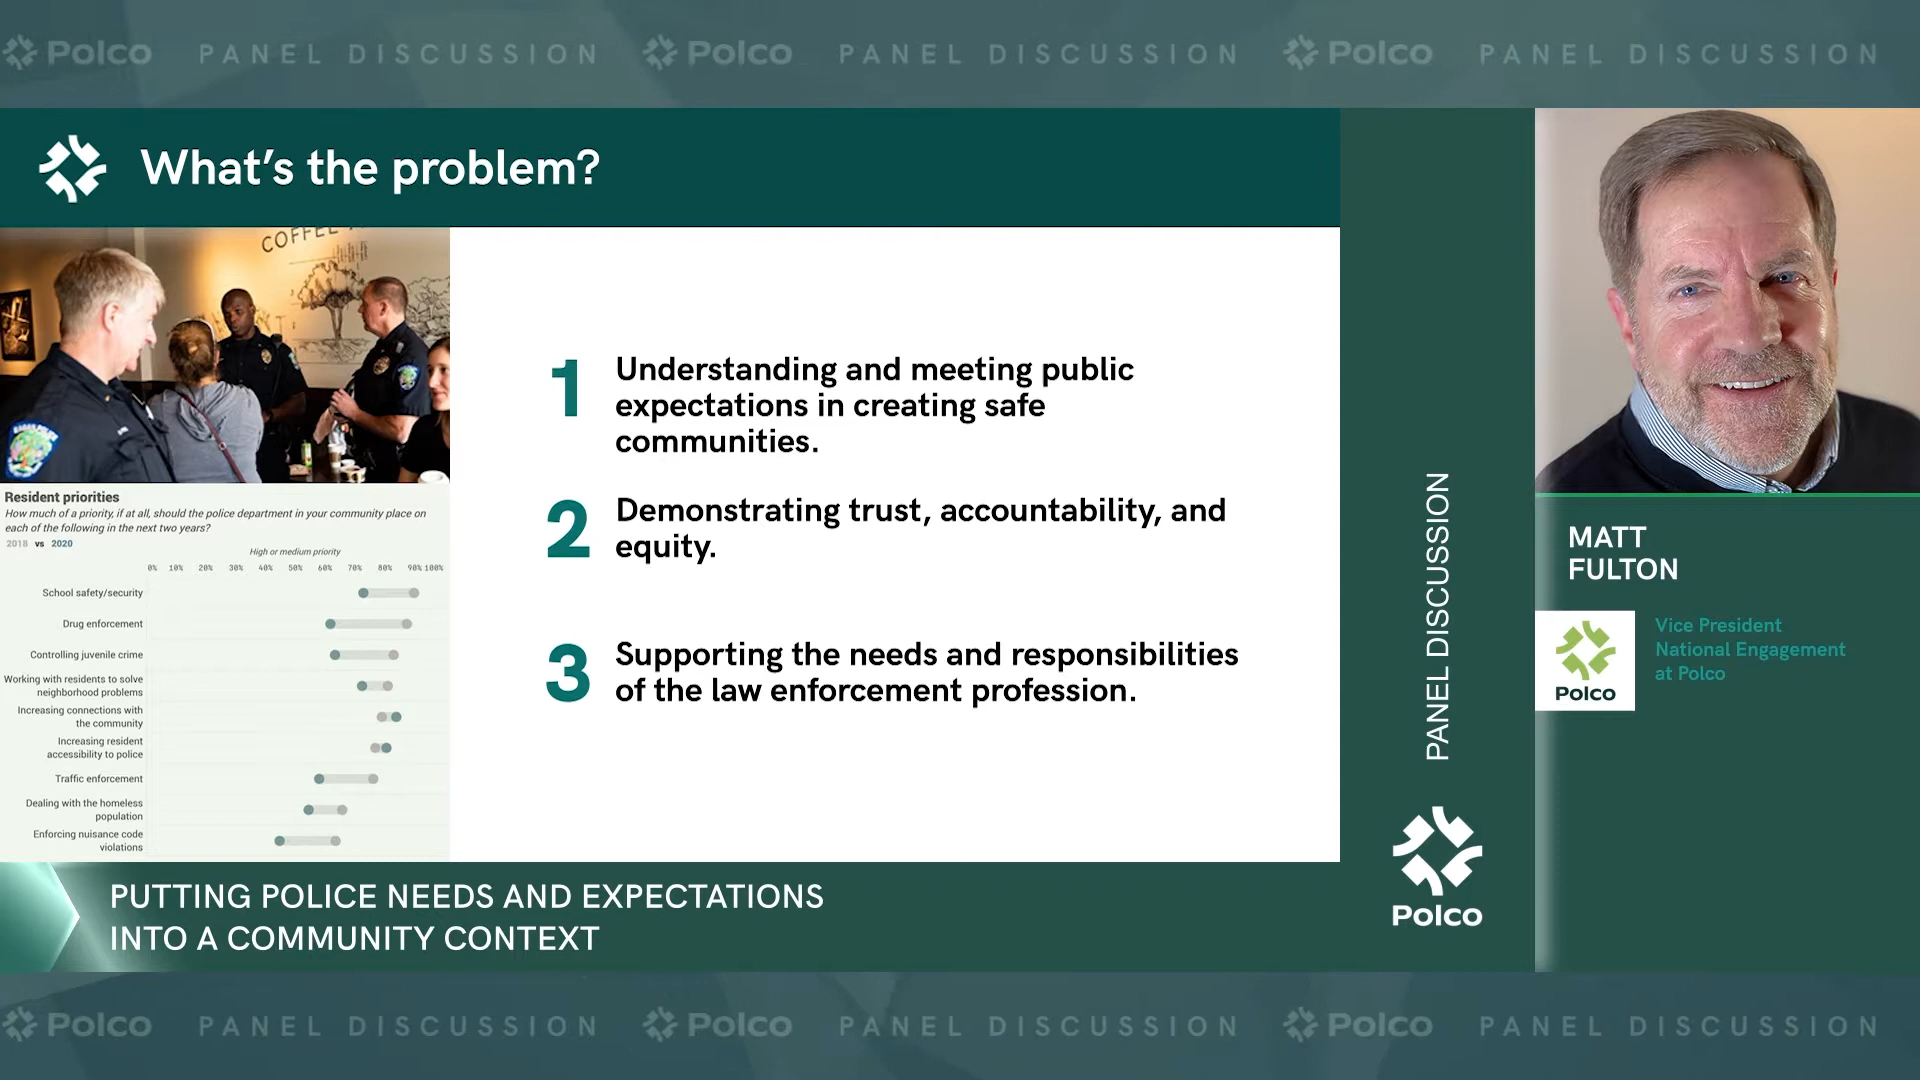 Polco PANEL DISCUSSION Polco PANEL DISCUSSION Polco PANEL DISCUSSION
What's the problem?
COFFEE
Resident priorities
How much of a priority, if at all, should the police department in your community place on
each of the following in the next two years?
2018 vs 2020
High or medium priority
0% 10% 20% 30% 40% 50% 60% 70% 80% 90% 100%
School safety/security
Drug enforcement
Controlling juvenile crime
Working with residents to solve
neighborhood problems
Increasing connections with
the community
Increasing resident
accessibility to police
Traffic enforcement
Dealing with the homeless
population
Enforcing nuisance code
violations
1 Understanding and meeting public
expectations in creating safe
communities.
2 Demonstrating trust, accountability, and
equity.
3 Supporting the needs and responsibilities
of the law enforcement profession.
PANEL DISCUSSION
Polco
MATT
FULTON
Polco
Vice President
National Engagement
at Polco
PUTTING POLICE NEEDS AND EXPECTATIONS
INTO A COMMUNITY CONTEXT
Polco PANEL DISCUSSION Polco PANEL DISCUSSION Polco PANEL DISCUSSION